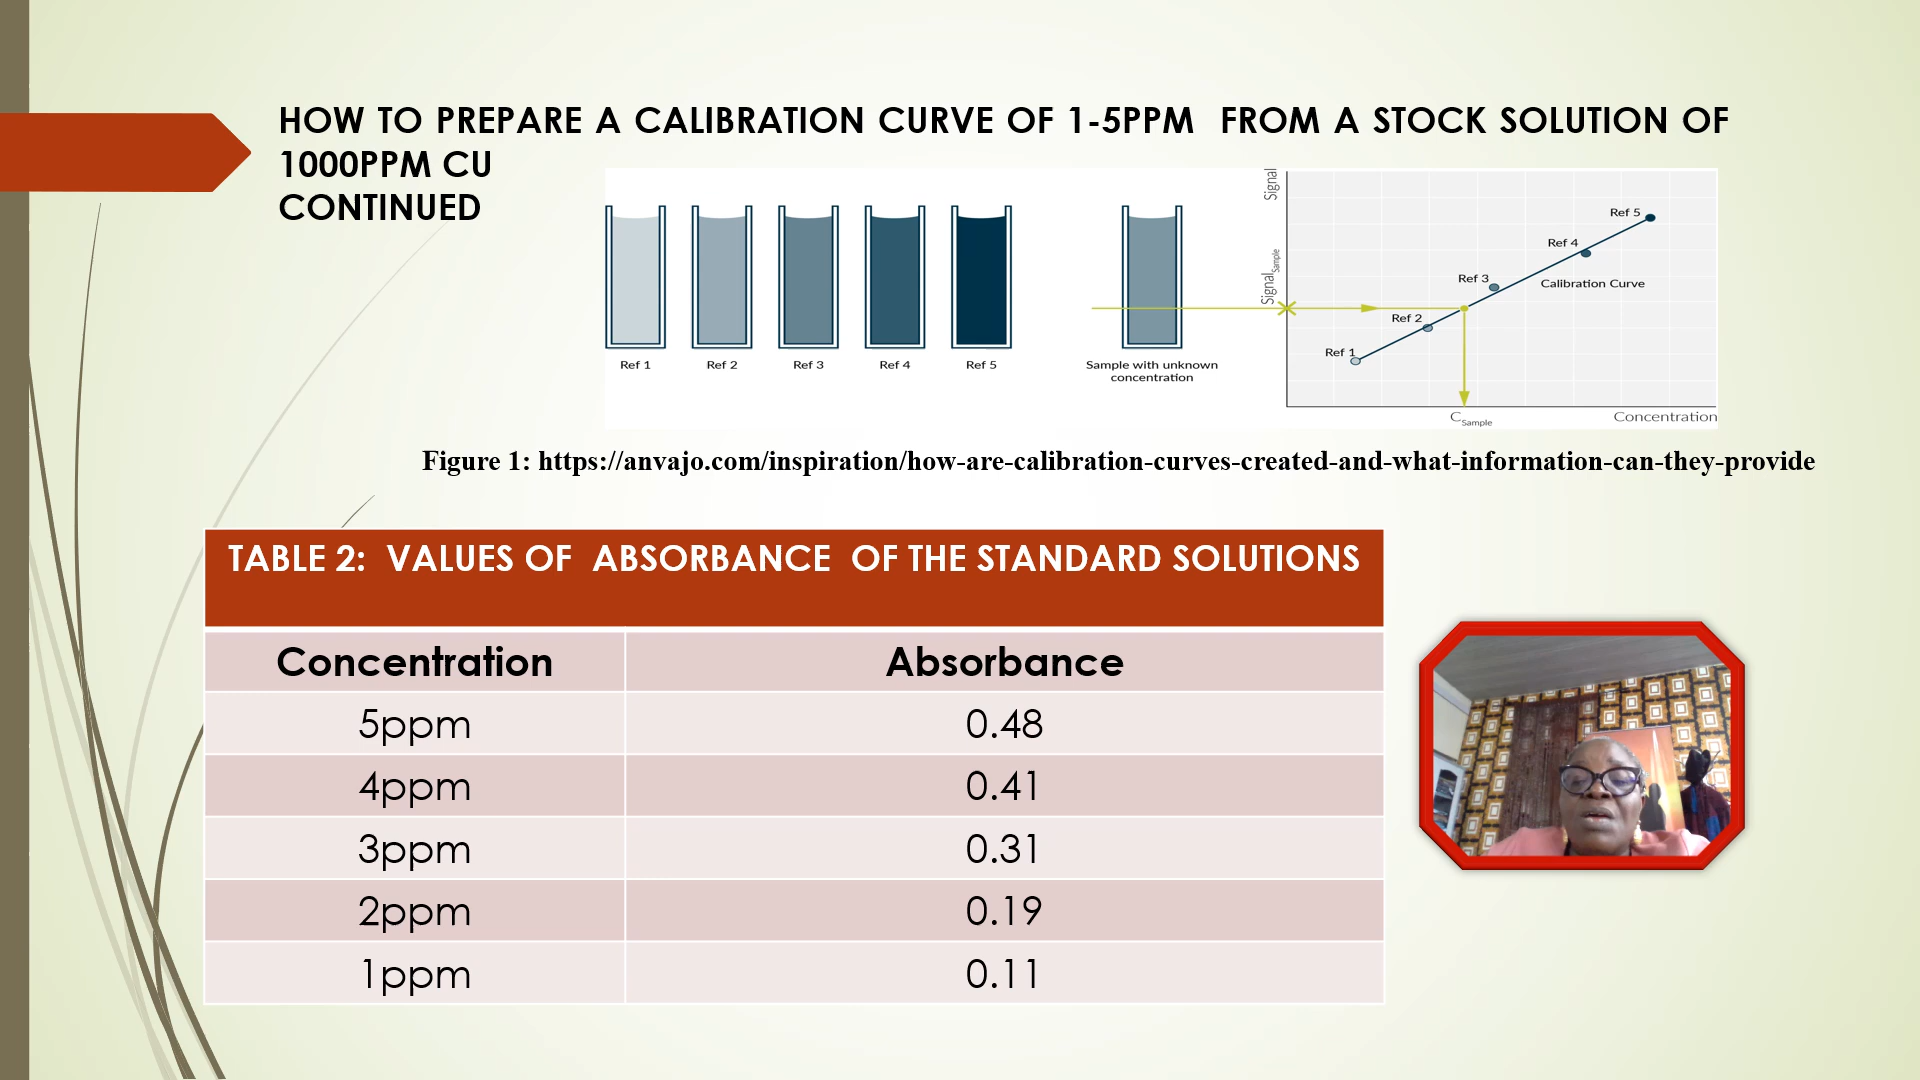 HOW TO PREPARE A CALIBRATION CURVE OF 1-5PPM FROM A STOCK SOLUTION OF
1000PPM CU
CONTINUED
Ref 1
Ref 2
Ref 3
Ref 4
Ref 5
Sample with unknown
concentration
Signal
Signal Sample
Ref 5
Ref 4
Ref 3
Calibration Curve
Ref 2
Ref 1
C Sample
Concentration
Figure 1: https://anvajo.com/inspiration/how-are-calibration-curves-created-and-what-information-can-they-provide
TABLE 2: VALUES OF ABSORBANCE OF THE STANDARD SOLUTIONS
Concentration Absorbance
5ppm 0.48
4ppm 0.41
3ppm 0.31
2ppm 0.19
1ppm 0.11